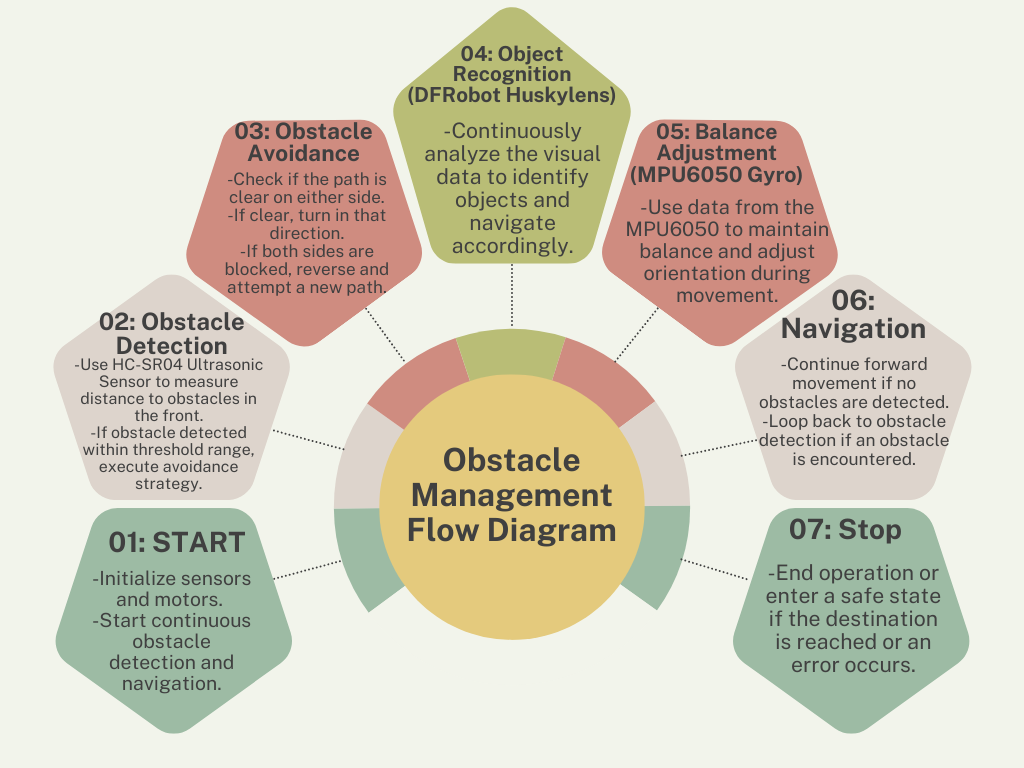 04: Object
Recognition
(DFRobot Huskylens)
-Continuously
analyze the visual
data to identify
objects and
navigate
accordingly.
03: Obstacle
Avoidance
-Check if the path is
clear on either side.
-If clear, turn in that
direction.
-If both sides are
blocked, reverse and
attempt a new path.
05: Balance
Adjustment
(MPU6050 Gyro)
-Use data from the
MPU6050 to maintain
balance and adjust
orientation during
movement.
02: Obstacle
Detection
-Use HC-SR04 Ultrasonic
Sensor to measure
distance to obstacles in
the front.
-If obstacle detected
within threshold range,
execute avoidance
strategy.
06:
Navigation
-Continue forward
movement if no
obstacles are detected.
-Loop back to obstacle
detection if an obstacle
is encountered.
Obstacle
Management
Flow Diagram
01: START
-Initialize sensors
and motors.
-Start continuous
obstacle
detection and
navigation.
07: Stop
-End operation or
enter a safe state
if the destination
is reached or an
error occurs.